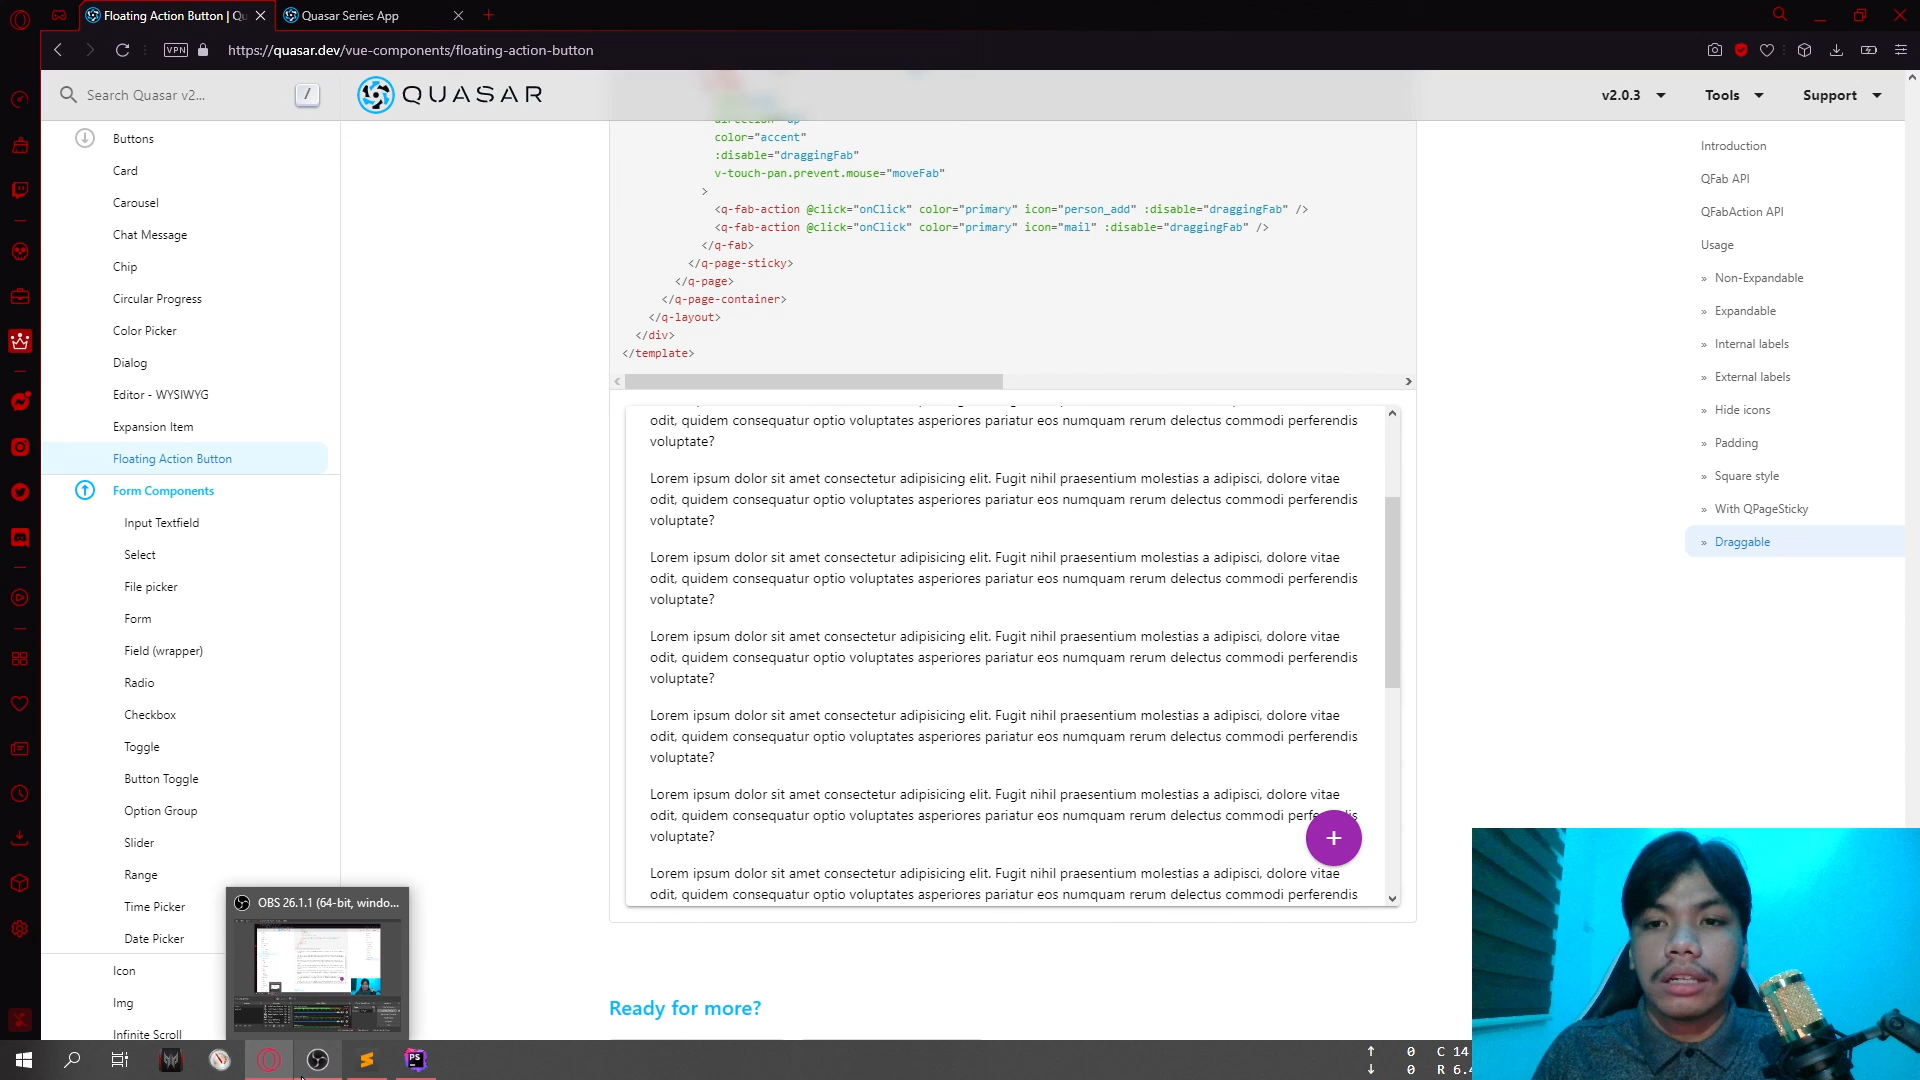 Floating Action Button | Qu
Quasar Series App
VPN
https://quasar.dev/vue-components/floating-action-button
Search Quasar v2...
/
QUASAR
v2.0.3
Tools
Support
Buttons
Card
Carousel
Chat Message
Chip
Circular Progress
Color Picker
Dialog
Editor - WYSIWYG
Expansion Item
Floating Action Button
Form Components
Input Textfield
Select
File picker
Form
Field (wrapper)
Radio
Checkbox
Toggle
Button Toggle
Option Group
Slider
Range
Time Picker
Date Picker
Icon
Img
Infinite Scroll
direction="up"
color="accent"
:disable="draggingFab"
v-touch-pan.prevent.mouse="moveFab"
>
<q-fab-action @click="onClick" color="primary" icon="person_add" :disable="draggingFab" />
<q-fab-action @click="onClick" color="primary" icon="mail" :disable="draggingFab" />
</q-fab>
</q-page-sticky>
</q-page>
</q-page-container>
</q-layout>
</div>
</template>
odit, quidem consequatur optio voluptates asperiores pariatur eos numquam rerum delectus commodi perferendis
voluptate?
Lorem ipsum dolor sit amet consectetur adipisicing elit. Fugit nihil praesentium molestias a adipisci, dolore vitae
odit, quidem consequatur optio voluptates asperiores pariatur eos numquam rerum delectus commodi perferendis
voluptate?
Lorem ipsum dolor sit amet consectetur adipisicing elit. Fugit nihil praesentium molestias a adipisci, dolore vitae
odit, quidem consequatur optio voluptates asperiores pariatur eos numquam rerum delectus commodi perferendis
voluptate?
Lorem ipsum dolor sit amet consectetur adipisicing elit. Fugit nihil praesentium molestias a adipisci, dolore vitae
odit, quidem consequatur optio voluptates asperiores pariatur eos numquam rerum delectus commodi perferendis
voluptate?
Lorem ipsum dolor sit amet consectetur adipisicing elit. Fugit nihil praesentium molestias a adipisci, dolore vitae
odit, quidem consequatur optio voluptates asperiores pariatur eos numquam rerum delectus commodi perferendis
voluptate?
Lorem ipsum dolor sit amet consectetur adipisicing elit. Fugit nihil praesentium molestias a adipisci, dolore vitae
odit, quidem consequatur optio voluptates asperiores pariatur eos numquam rerum delectus commodi
voluptate?
Lorem ipsum dolor sit amet consectetur adipisicing elit. Fugit nihil praesentium molestias a adipisci, dolore vitae
odit, quidem consequatur optio voluptates asperiores pariatur eos numquam rerum delectus commodi perferendis
Ready for more?
Introduction
QFab API
QFabAction API
Usage
» Non-Expandable
» Expandable
» Internal labels
» External labels
» Hide icons
» Padding
» Square style
» With QPageSticky
» Draggable
OBS 26.1.1 (64-bit, windo...
PS
↑ 0 C 14
↓ 0 R 6.4